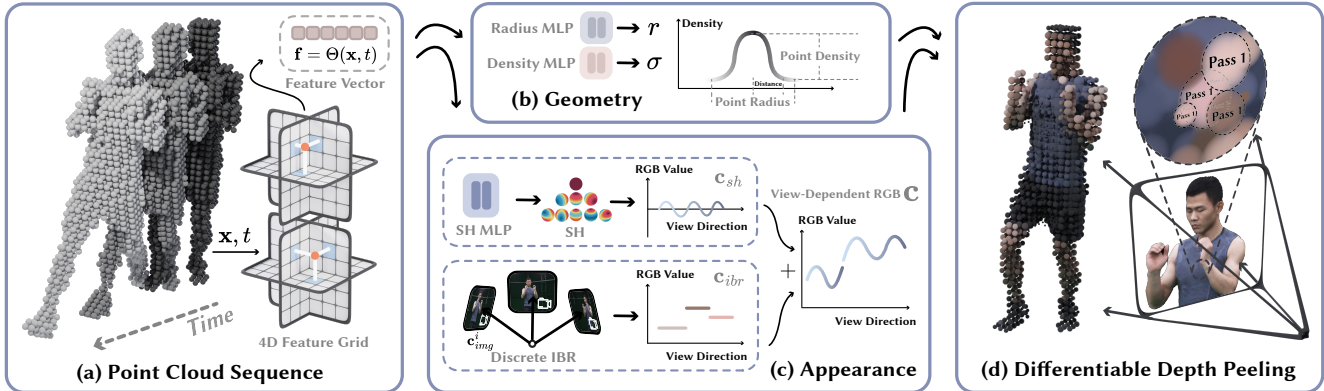 f = Θ(x, t)
Feature Vector
x, t
Time
4D Feature Grid
(a) Point Cloud Sequence
Radius MLP
r
Density MLP
σ
Density
Distance
Point Density
Point Radius
(b) Geometry
SH MLP
SH
RGB Value
c_sh
View Direction
c^i_img
Discrete IBR
RGB Value
c_ibr
View Direction
View-Dependent RGB c
RGB Value
+
View Direction
(c) Appearance
Pass 1
Pass 1
Pass 1
Pass 1
(d) Differentiable Depth Peeling